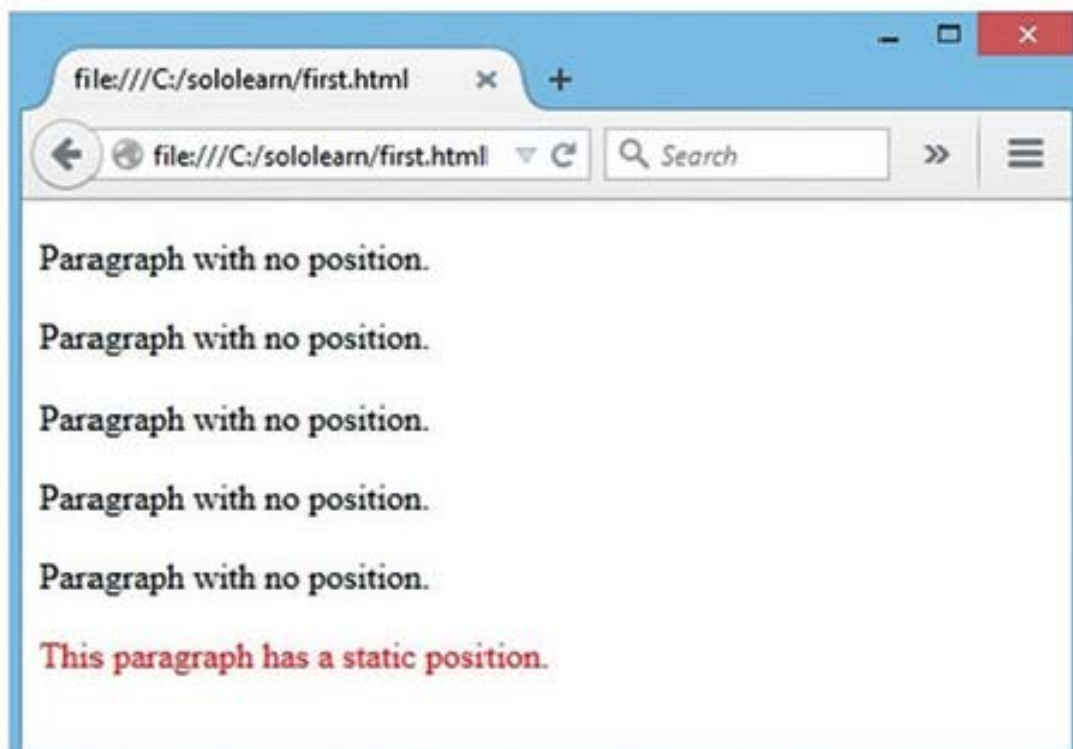 file:///C:/sololearn/first.html
file:///C:/sololearn/first.html Search
Paragraph with no position.
Paragraph with no position.
Paragraph with no position.
Paragraph with no position.
Paragraph with no position.
This paragraph has a static position.